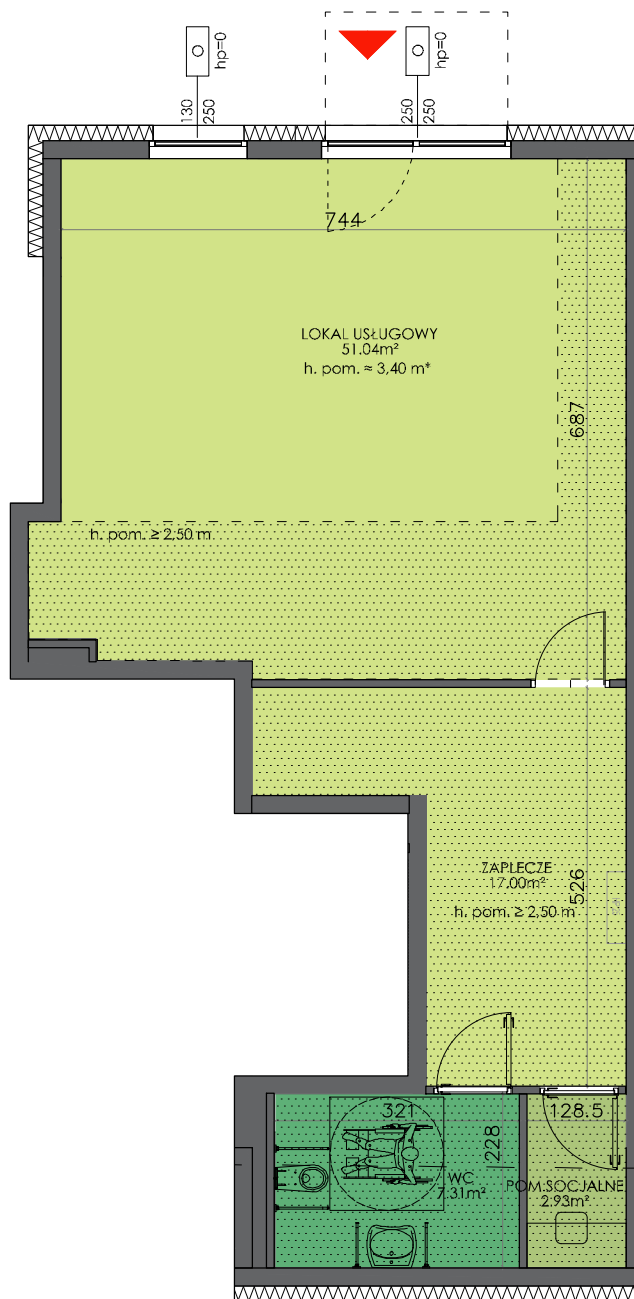 hp=0
hp=0
130
250
250
250
744
LOKAL USŁUGOWY
51.04m²
h. pom. ≈ 3,40 m*
687
h. pom. ≥ 2,50 m
ZAPLECZE
17.00m²
526
h. pom. ≥ 2,50 m
321
128.5
228
WC
7.31m²
POM.SOCJALNE
2.93m²